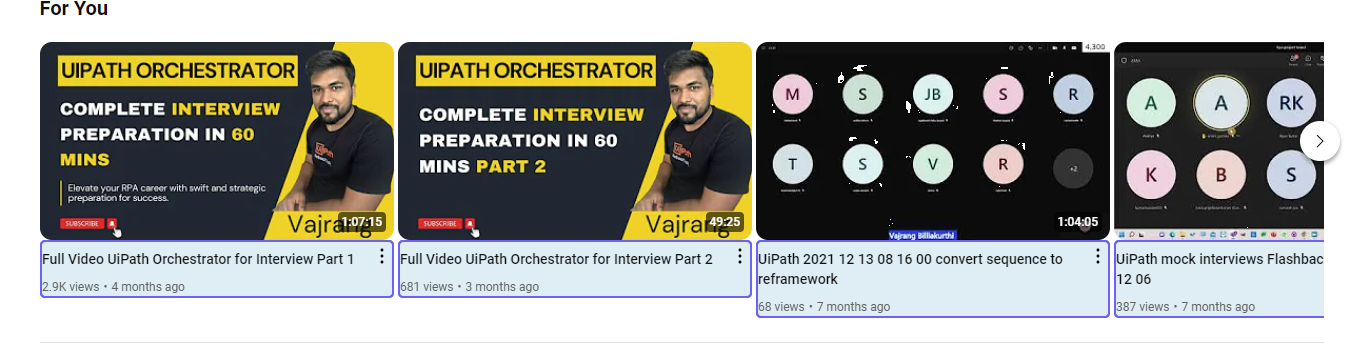 For You
UIPATH ORCHESTRATOR
COMPLETE INTERVIEW
PREPARATION IN 60
MINS
Elevate your RPA career with swift and strategic
preparation for success.
SUBSCRIBE
Vajrang
1:07:15
Full Video UiPath Orchestrator for Interview Part 1
2.9K views • 4 months ago
UIPATH ORCHESTRATOR
COMPLETE INTERVIEW
PREPARATION IN 60
MINS PART 2
SUBSCRIBE
Vajrang
49:25
Full Video UiPath Orchestrator for Interview Part 2
681 views • 3 months ago
4,300
M S JB S R
T S V R +2
Vajrang Billlakurthi
1:04:05
UiPath 2021 12 13 08 16 00 convert sequence to
reframework
68 views • 7 months ago
A A RK
K B S
UiPath mock interviews Flashbac
12 06
387 views • 7 months ago